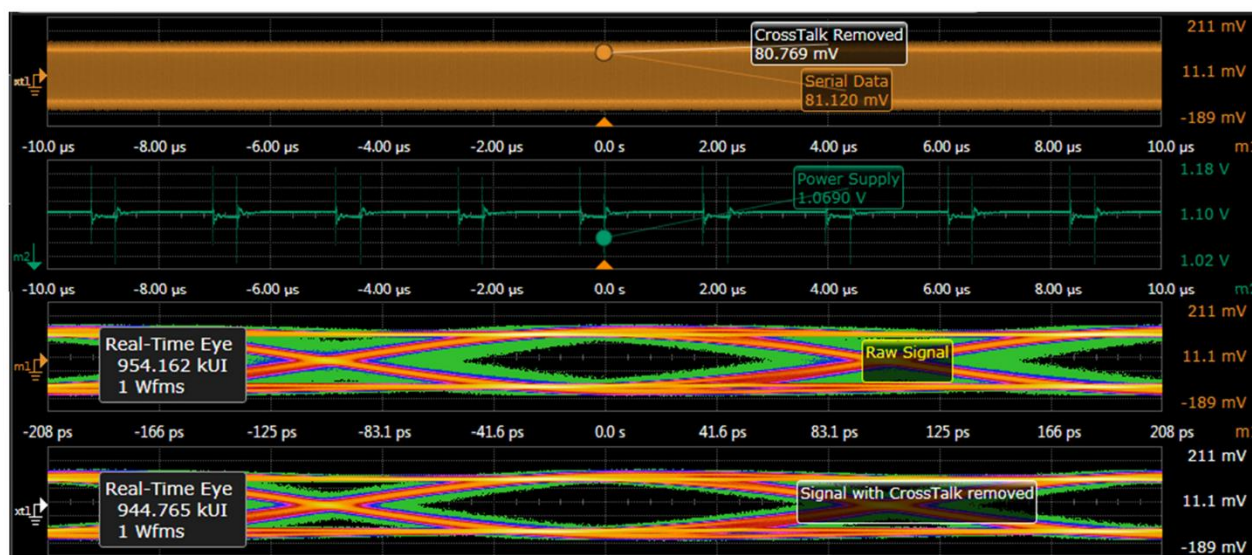 211 mV
CrossTalk Removed
80.769 mV
xt1 11.1 mV
Serial Data
81.120 mV
-189 mV
-10.0 µs -8.00 µs -6.00 µs -4.00 µs -2.00 µs 0.0 s 2.00 µs 4.00 µs 6.00 µs 8.00 µs 10.0 µs
1.18 V
Power Supply
1.0690 V
1.10 V
m2 1.02 V
-10.0 µs -8.00 µs -6.00 µs -4.00 µs -2.00 µs 0.0 s 2.00 µs 4.00 µs 6.00 µs 8.00 µs 10.0 µs
211 mV
Real-Time Eye
954.162 kUI
1 Wfms
Raw Signal
m1 11.1 mV
-189 mV
-208 ps -166 ps -125 ps -83.1 ps -41.6 ps 0.0 s 41.6 ps 83.1 ps 125 ps 166 ps 208 ps
211 mV
Real-Time Eye
944.765 kUI
1 Wfms
Signal with CrossTalk removed
xt1 11.1 mV
-189 mV